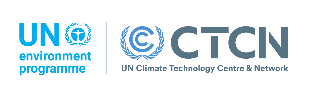 UN
environment
programme
C CTCN
UN Climate Technology Centre & Network